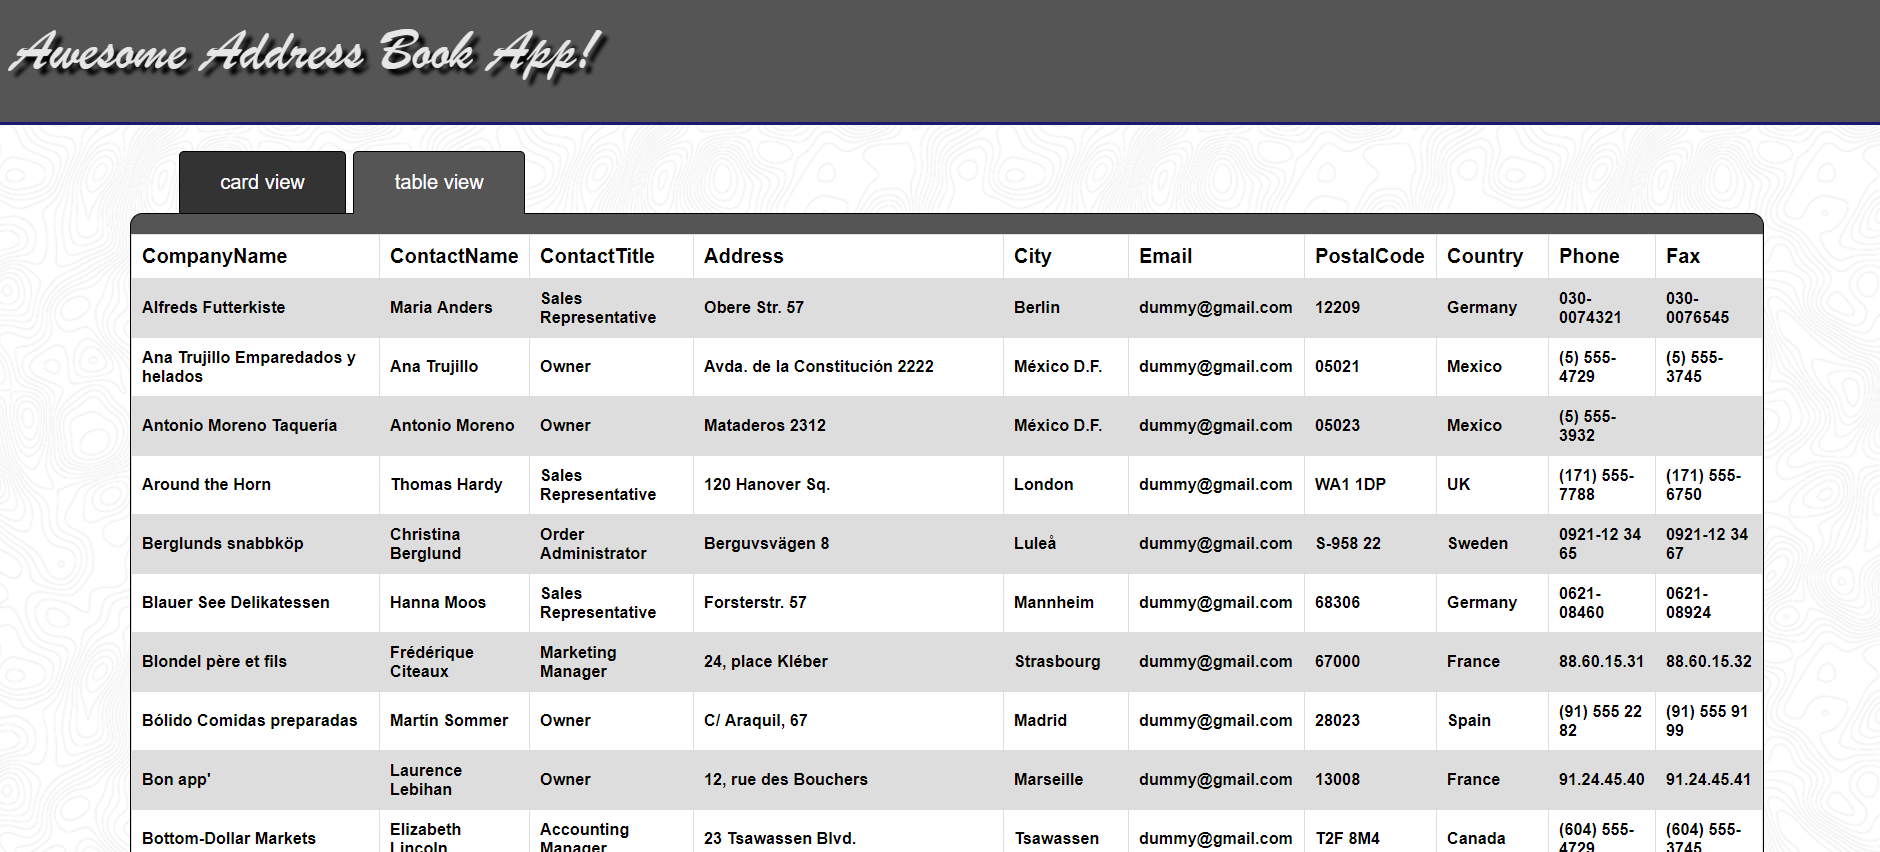 Awesome Address Book App!
card view table view
CompanyName ContactName ContactTitle Address City Email PostalCode Country Phone Fax
Alfreds Futterkiste Maria Anders Sales Representative Obere Str. 57 Berlin dummy@gmail.com 12209 Germany 030-0074321 030-0076545
Ana Trujillo Emparedados y helados Ana Trujillo Owner Avda. de la Constitución 2222 México D.F. dummy@gmail.com 05021 Mexico (5) 555-4729 (5) 555-3745
Antonio Moreno Taquería Antonio Moreno Owner Mataderos 2312 México D.F. dummy@gmail.com 05023 Mexico (5) 555-3932
Around the Horn Thomas Hardy Sales Representative 120 Hanover Sq. London dummy@gmail.com WA1 1DP UK (171) 555-7788 (171) 555-6750
Berglunds snabbköp Christina Berglund Order Administrator Berguvsvägen 8 Luleå dummy@gmail.com S-958 22 Sweden 0921-12 34 65 0921-12 34 67
Blauer See Delikatessen Hanna Moos Sales Representative Forsterstr. 57 Mannheim dummy@gmail.com 68306 Germany 0621-08460 0621-08924
Blondel père et fils Frédérique Citeaux Marketing Manager 24, place Kléber Strasbourg dummy@gmail.com 67000 France 88.60.15.31 88.60.15.32
Bólido Comidas preparadas Martín Sommer Owner C/ Araquil, 67 Madrid dummy@gmail.com 28023 Spain (91) 555 22 82 (91) 555 91 99
Bon app' Laurence Lebihan Owner 12, rue des Bouchers Marseille dummy@gmail.com 13008 France 91.24.45.40 91.24.45.41
Bottom-Dollar Markets Elizabeth Lincoln Accounting Manager 23 Tsawassen Blvd. Tsawassen dummy@gmail.com T2F 8M4 Canada (604) 555-4729 (604) 555-3745